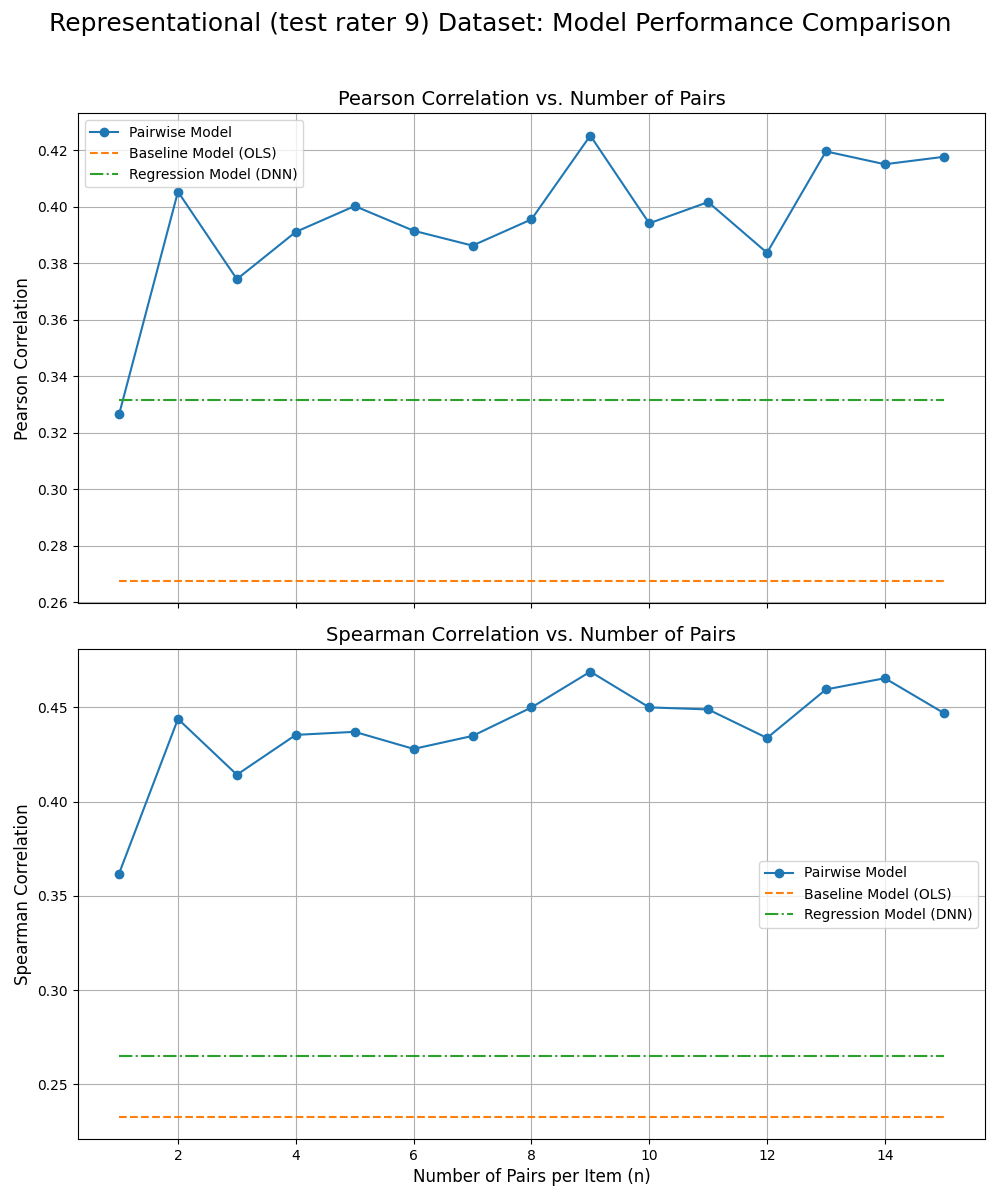 Representational (test rater 9) Dataset: Model Performance Comparison
Pearson Correlation vs. Number of Pairs
Pairwise Model
Baseline Model (OLS)
Regression Model (DNN)
Pearson Correlation
0.42
0.40
0.38
0.36
0.34
0.32
0.30
0.28
0.26
Spearman Correlation vs. Number of Pairs
Spearman Correlation
0.45
0.40
0.35
0.30
0.25
Pairwise Model
Baseline Model (OLS)
Regression Model (DNN)
2 4 6 8 10 12 14
Number of Pairs per Item (n)